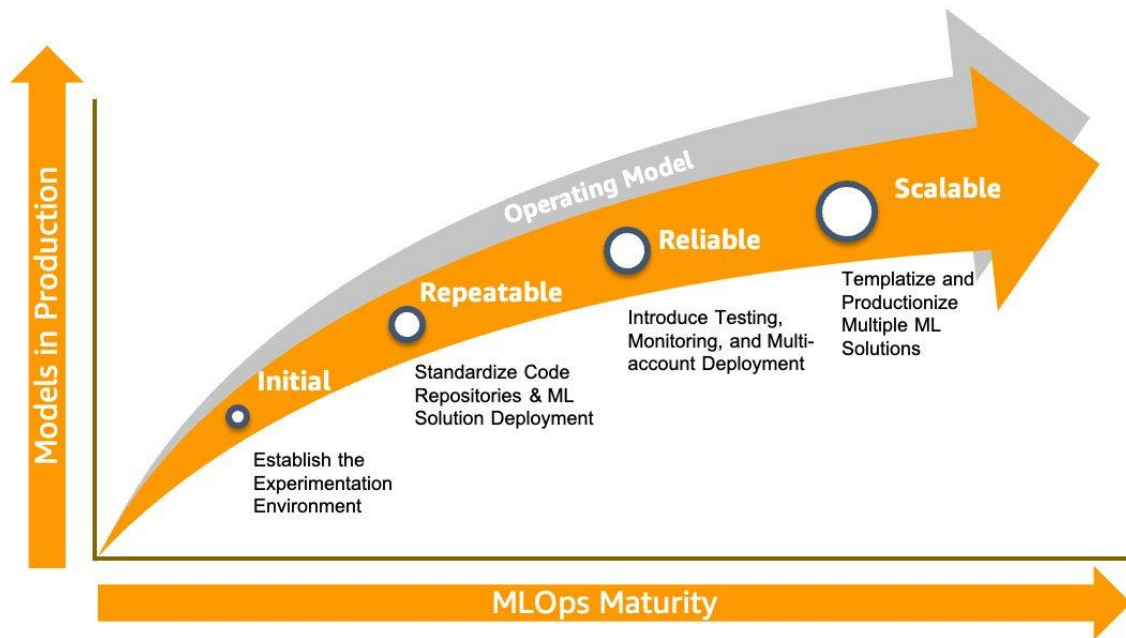 Models in Production
Operating Model
Scalable
Reliable
Templatize and
Productionize
Multiple ML
Solutions
Repeatable
Introduce Testing,
Monitoring, and Multi-
account Deployment
Initial
Standardize Code
Repositories & ML
Solution Deployment
Establish the
Experimentation
Environment
MLOps Maturity